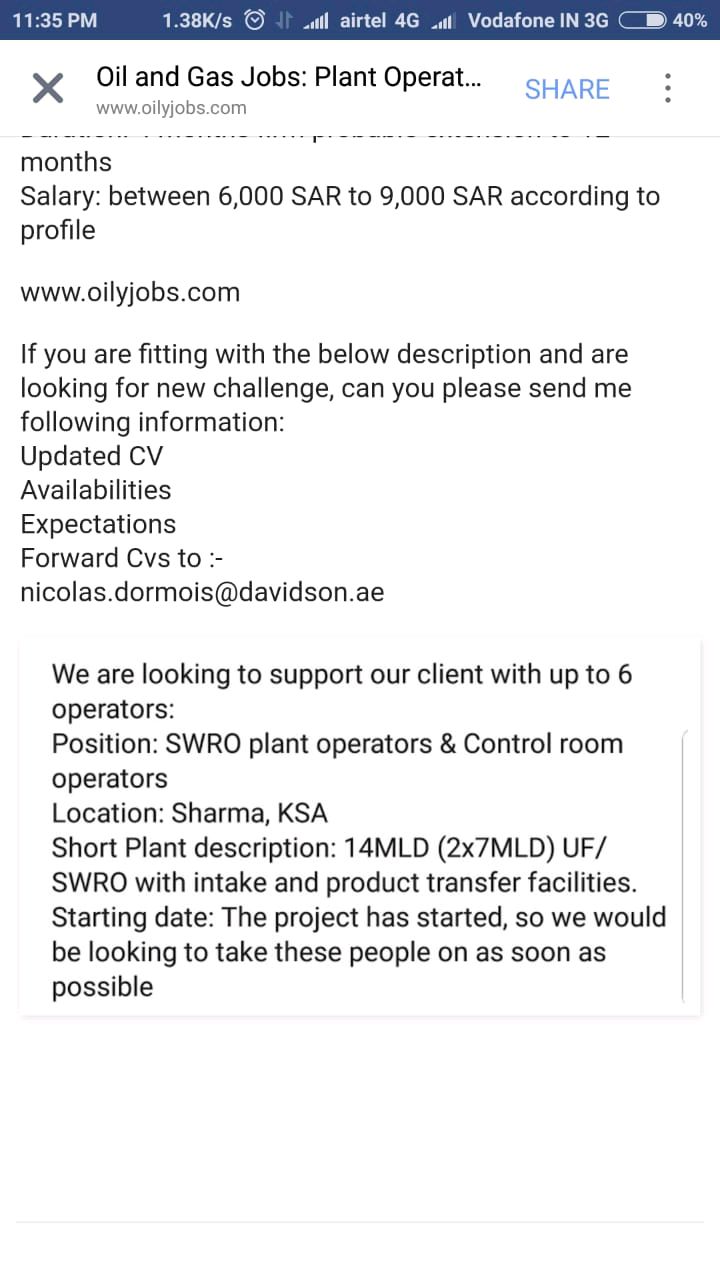 11:35 PM 1.38K/s airtel 4G Vodafone IN 3G 40%
Oil and Gas Jobs: Plant Operat...
www.oilyjobs.com
SHARE
months
Salary: between 6,000 SAR to 9,000 SAR according to
profile
www.oilyjobs.com
If you are fitting with the below description and are
looking for new challenge, can you please send me
following information:
Updated CV
Availabilities
Expectations
Forward Cvs to :-
nicolas.dormois@davidson.ae
We are looking to support our client with up to 6
operators:
Position: SWRO plant operators & Control room
operators
Location: Sharma, KSA
Short Plant description: 14MLD (2x7MLD) UF/
SWRO with intake and product transfer facilities.
Starting date: The project has started, so we would
be looking to take these people on as soon as
possible